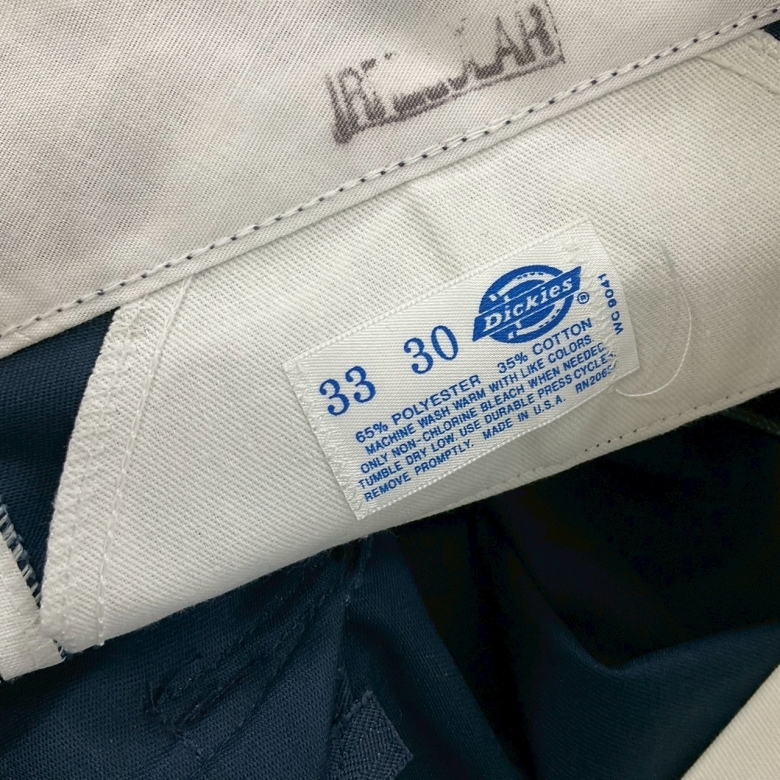 IRREGULAR
33 30 Dickies ®
65% POLYESTER 35% COTTON
MACHINE WASH WARM WITH LIKE COLORS
ONLY NON-CHLORINE BLEACH WHEN NEEDED
TUMBLE DRY LOW. USE DURABLE PRESS CYCLE,
REMOVE PROMPTLY. MADE IN U.S.A.
WC 9041